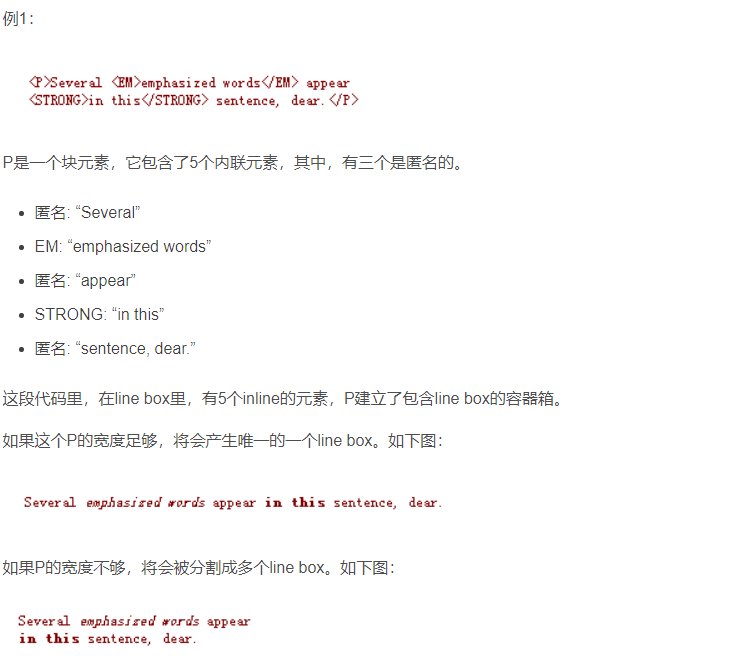 例1：
<P>Several <EM>emphasized words</EM> appear
<STRONG>in this</STRONG> sentence, dear.</P>
P是一个块元素，它包含了5个内联元素，其中，有三个是匿名的。
• 匿名: “Several”
• EM: “emphasized words”
• 匿名: “appear”
• STRONG: “in this”
• 匿名: “sentence, dear.”
这段代码里，在line box里，有5个inline的元素，P建立了包含line box的容器箱。
如果这个P的宽度足够，将会产生唯一的一个line box。如下图：
Several emphasized words appear in this sentence, dear.
如果P的宽度不够，将会被分割成多个line box。如下图：
Several emphasized words appear
in this sentence, dear.